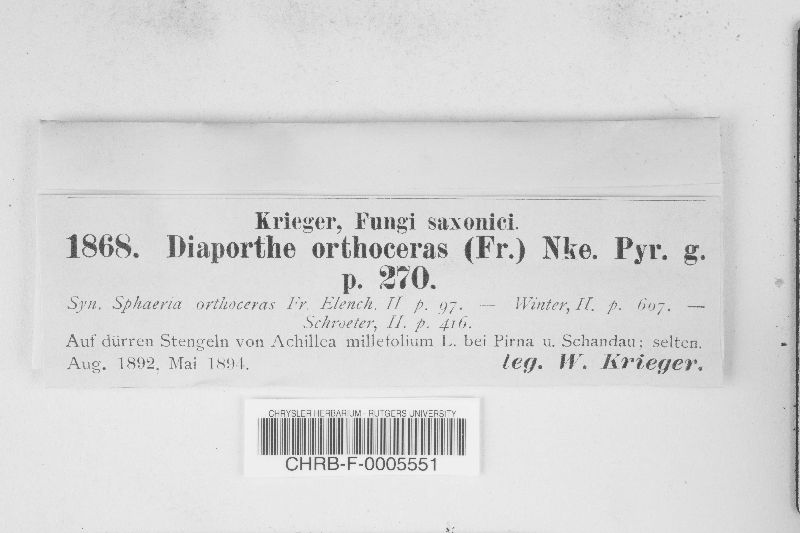 Krieger, Fungi saxonici.
1868. Diaporthe orthoceras (Fr.) Nke. Pyr. g.
p. 270.
Syn. Sphaeria orthoceras Fr. Elench. II p. 97. — Winter, II. p. 697. —
Schroeter, II. p. 416.
Auf dürren Stengeln von Achillea millefolium L. bei Pirna u. Schandau; selten.
Aug. 1892, Mai 1894. leg. W. Krieger.
CHRYSLER HERBARIUM - RUTGERS UNIVERSITY
CHRB-F-0005551